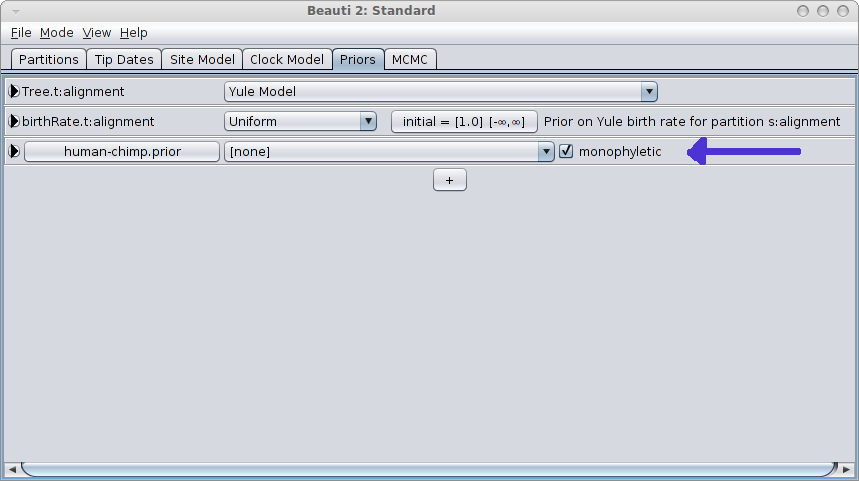 Beauti 2: Standard
File Mode View Help
Partitions Tip Dates Site Model Clock Model Priors MCMC
Tree.t:alignment Yule Model
birthRate.t:alignment Uniform initial = [1.0] [-∞,∞] Prior on Yule birth rate for partition s:alignment
human-chimp.prior [none] monophyletic
+